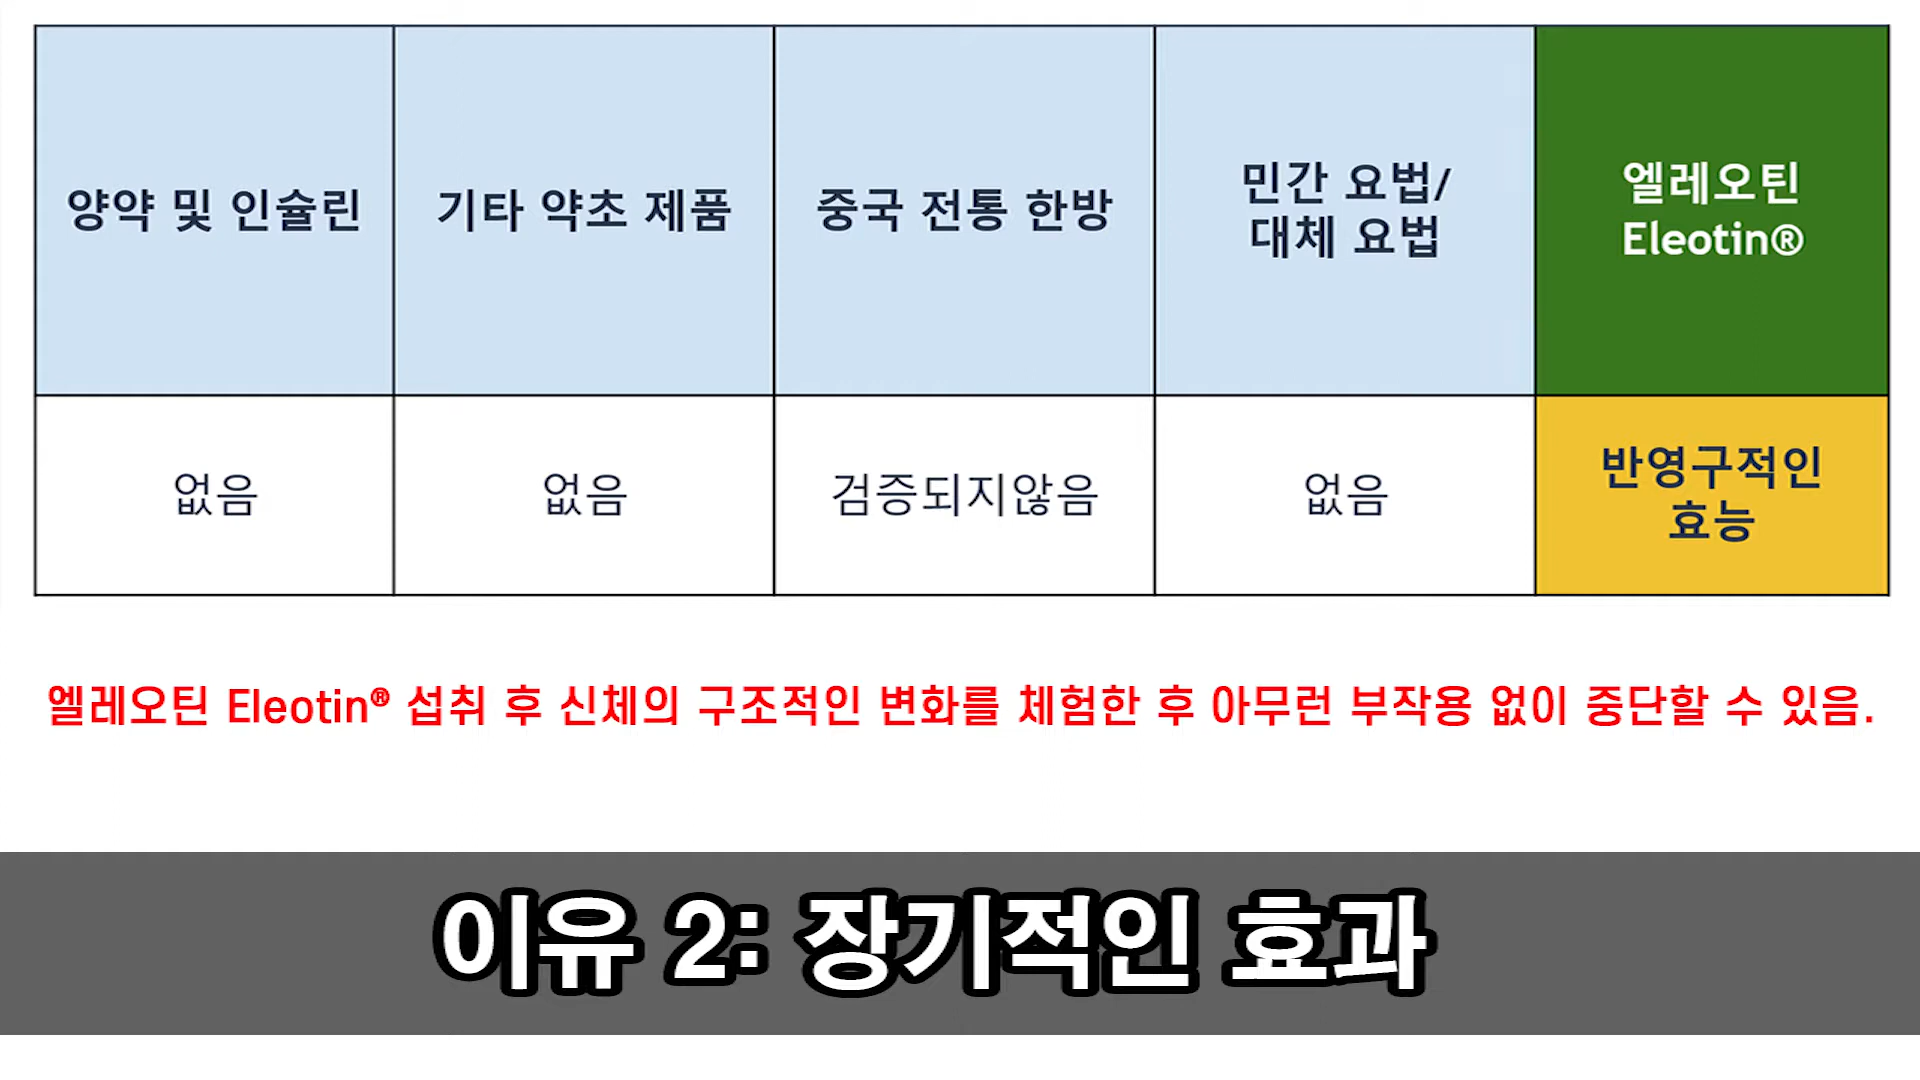 양약 및 인슐린
기타 약초 제품
중국 전통 한방
민간 요법/
대체 요법
엘레오틴
Eleotin®
없음
없음
검증되지않음
없음
반영구적인
효능
엘레오틴 Eleotin® 섭취 후 신체의 구조적인 변화를 체험한 후 아무런 부작용 없이 중단할 수 있음.
이유 2: 장기적인 효과